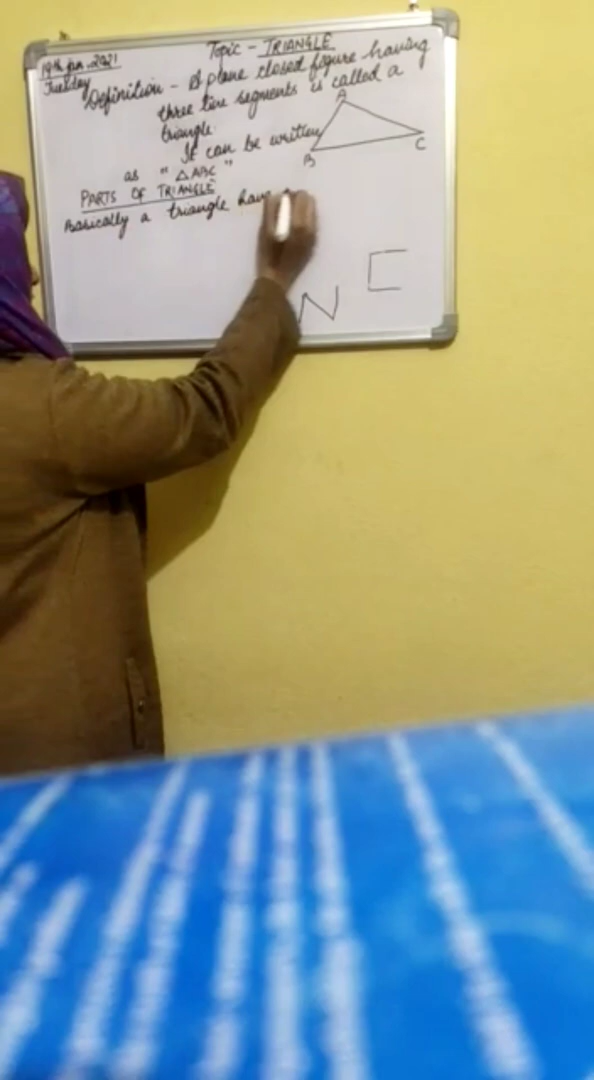 19th Jan, 2021
Tuesday
Topic - TRIANGLE
Definition - A plane closed figure having
three line segments is called a
triangle.
It can be written
as " △ABC "
A
B
C
PARTS OF TRIANGLE
Basically a triangle have